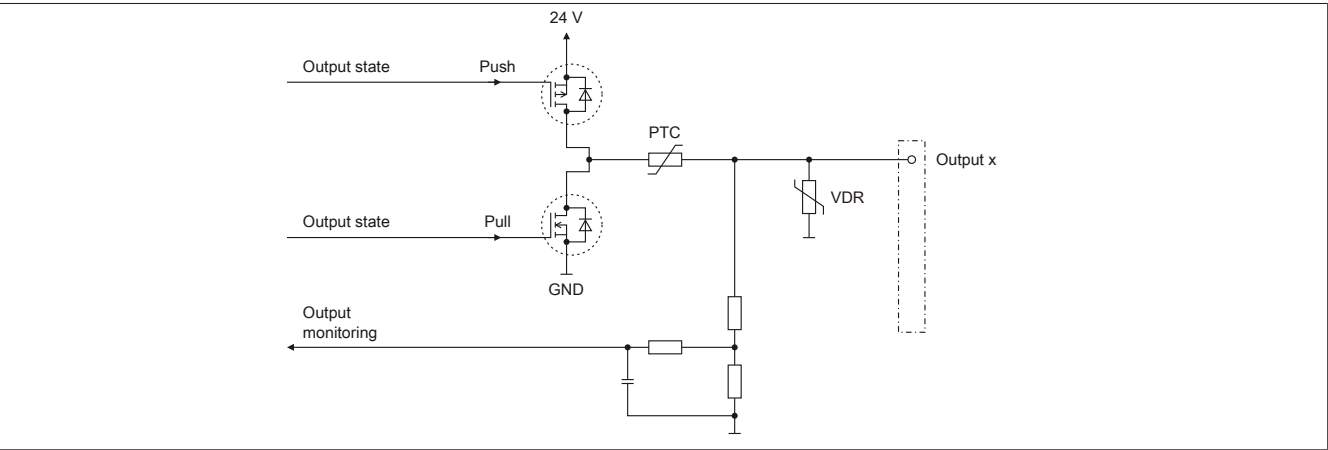 24 V
Output state
Push
PTC
Output x
VDR
Output state
Pull
GND
Output
monitoring